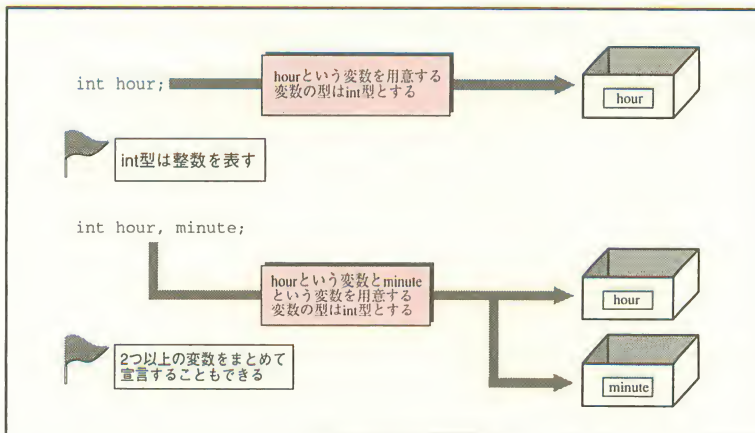 int hour;
hourという変数を用意する
変数の型はint型とする
hour
int型は整数を表す
int hour, minute;
hourという変数とminute
という変数を用意する
変数の型はint型とする
hour
minute
2つ以上の変数をまとめて
宣言することもできる